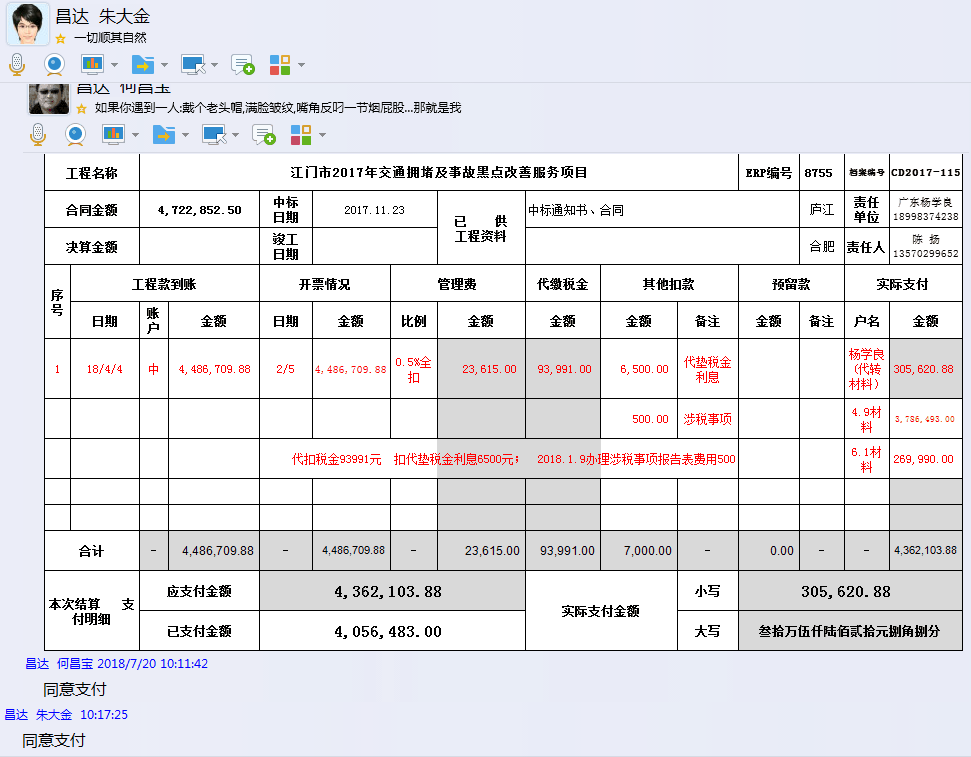 昌达 朱大金
一切顺其自然
昌达 何昌宝
如果你遇到一人:戴个老头帽,满脸皱纹,嘴角反叼一节烟屁股...那就是我
工程名称 江门市2017年交通拥堵及事故黑点改善服务项目 ERP编号 8755 档案编号 CD2017-115
合同金额 4,722,852.50 中标日期 2017.11.23 已供工程资料 中标通知书、合同 庐江 责任单位 广东杨学良 18998374238
决算金额 竣工日期 合肥 责任人 陈扬 13570299652
序号 工程款到账 开票情况 管理费 代缴税金 其他扣款 预留款 实际支付
日期 账户 金额 日期 金额 比例 金额 金额 金额 备注 金额 备注 户名 金额
1 18/4/4 中 4,486,709.88 2/5 4,486,709.88 0.5%全扣 23,615.00 93,991.00 6,500.00 代垫税金利息 杨学良（代转材料） 305,620.88
500.00 涉税事项 4.9材料 3,786,493.00
代扣税金93991元 扣代垫税金利息6500元; 2018.1.9办理涉税事项报告表费用500 6.1材料 269,990.00
合计 - 4,486,709.88 - 4,486,709.88 - 23,615.00 93,991.00 7,000.00 - 0.00 - - 4,362,103.88
本次结算支付明细 应支付金额 4,362,103.88 实际支付金额 小写 305,620.88
已支付金额 4,056,483.00 大写 叁拾万伍仟陆佰贰拾元捌角捌分
昌达 何昌宝 2018/7/20 10:11:42
同意支付
昌达 朱大金 10:17:25
同意支付